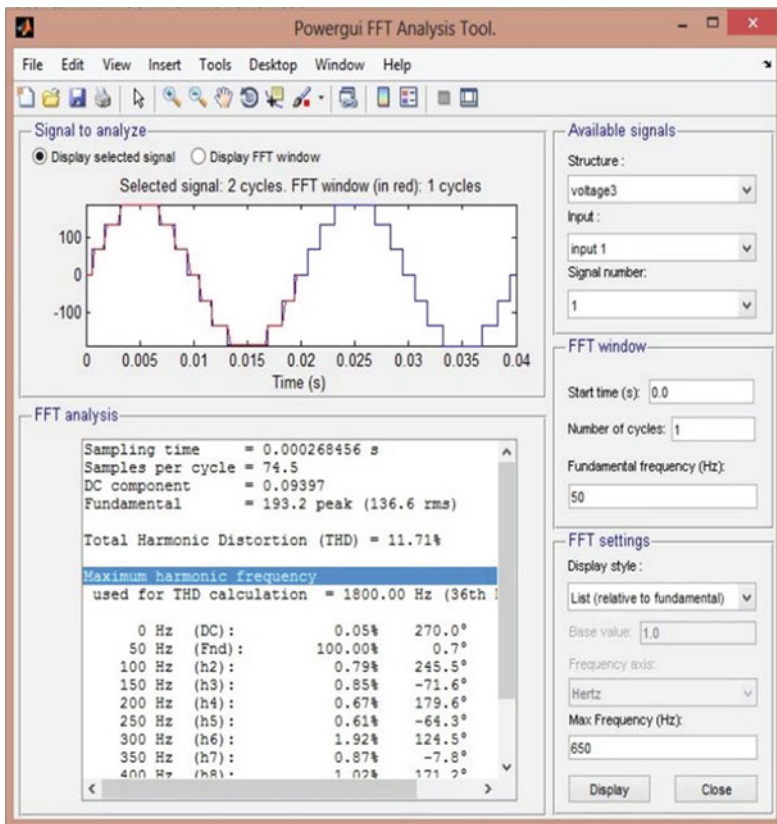 Powergui FFT Analysis Tool.
File Edit View Insert Tools Desktop Window Help
Signal to analyze
Display selected signal Display FFT window
Selected signal: 2 cycles. FFT window (in red): 1 cycles
100
0
-100
0 0.005 0.01 0.015 0.02 0.025 0.03 0.035 0.04
Time (s)
FFT analysis
Sampling time = 0.000268456 s
Samples per cycle = 74.5
DC component = 0.09397
Fundamental = 193.2 peak (136.6 rms)
Total Harmonic Distortion (THD) = 11.71%
Maximum harmonic frequency
used for THD calculation = 1800.00 Hz (36th
0 Hz (DC): 0.05% 270.0°
50 Hz (Fnd): 100.00% 0.7°
100 Hz (h2): 0.79% 245.5°
150 Hz (h3): 0.85% -71.6°
200 Hz (h4): 0.67% 179.6°
250 Hz (h5): 0.61% -64.3°
300 Hz (h6): 1.92% 124.5°
350 Hz (h7): 0.87% -7.8°
400 Hz (h8): 1.02% 171.2°
Available signals
Structure :
voltage3
Input :
input 1
Signal number:
1
FFT window
Start time (s): 0.0
Number of cycles: 1
Fundamental frequency (Hz):
50
FFT settings
Display style :
List (relative to fundamental)
Base value: 1.0
Frequency axis:
Hertz
Max Frequency (Hz):
650
Display Close